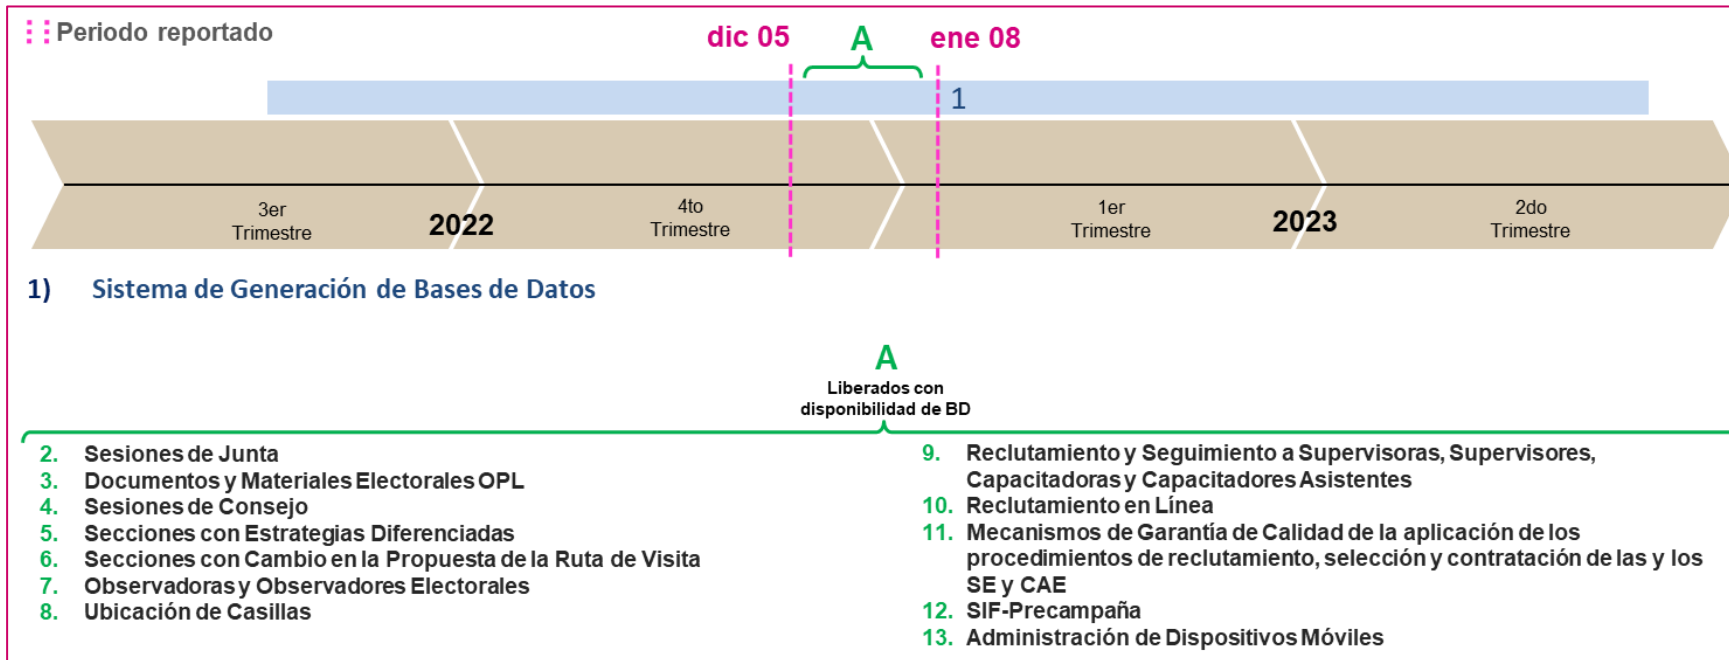 Periodo reportado
dic 05
A
ene 08
1
3er
Trimestre
2022
4to
Trimestre
1er
Trimestre
2023
2do
Trimestre
1) Sistema de Generación de Bases de Datos
A
Liberados con
disponibilidad de BD
2. Sesiones de Junta
3. Documentos y Materiales Electorales OPL
4. Sesiones de Consejo
5. Secciones con Estrategias Diferenciadas
6. Secciones con Cambio en la Propuesta de la Ruta de Visita
7. Observadoras y Observadores Electorales
8. Ubicación de Casillas
9. Reclutamiento y Seguimiento a Supervisoras, Supervisores,
Capacitadoras y Capacitadores Asistentes
10. Reclutamiento en Línea
11. Mecanismos de Garantía de Calidad de la aplicación de los
procedimientos de reclutamiento, selección y contratación de las y los
SE y CAE
12. SIF-Precampaña
13. Administración de Dispositivos Móviles